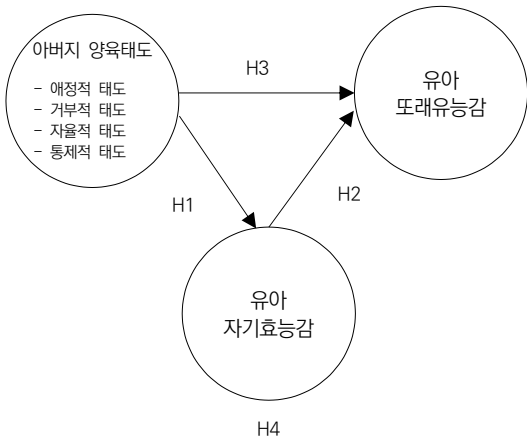 아버지 양육태도
- 애정적 태도
- 거부적 태도
- 자율적 태도
- 통제적 태도
H3
유아
또래유능감
H1
H2
유아
자기효능감
H4